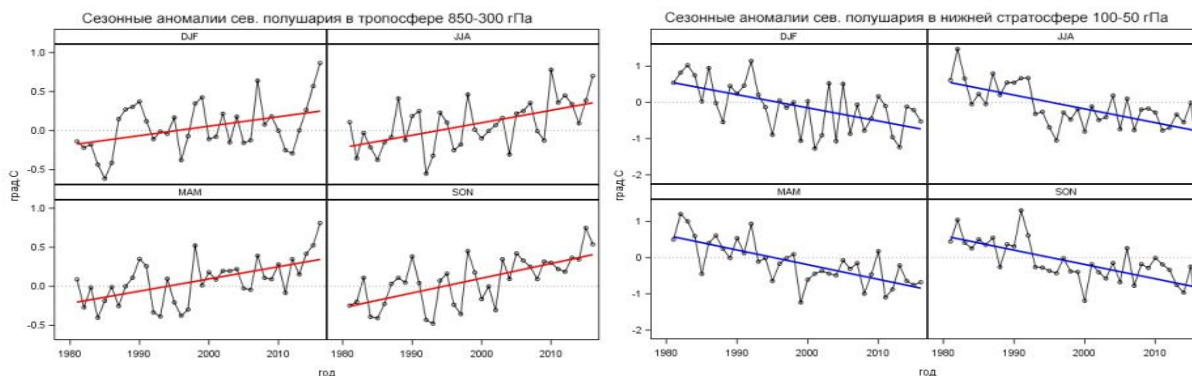 Сезонные аномалии сев. полушария в тропосфере 850-300 гПа
DJF
JJA
1.0
0.5
0.0
-0.5
MAM
SON
1.0
0.5
0.0
-0.5
град.С
1980
1990
2000
2010
1980
1990
2000
2010
год
Сезонные аномалии сев. полушария в нижней стратосфере 100-50 гПа
DJF
JJA
1
0
-1
-2
MAM
SON
1
0
-1
-2
град.С
1980
1990
2000
2010
1980
1990
2000
2010
год